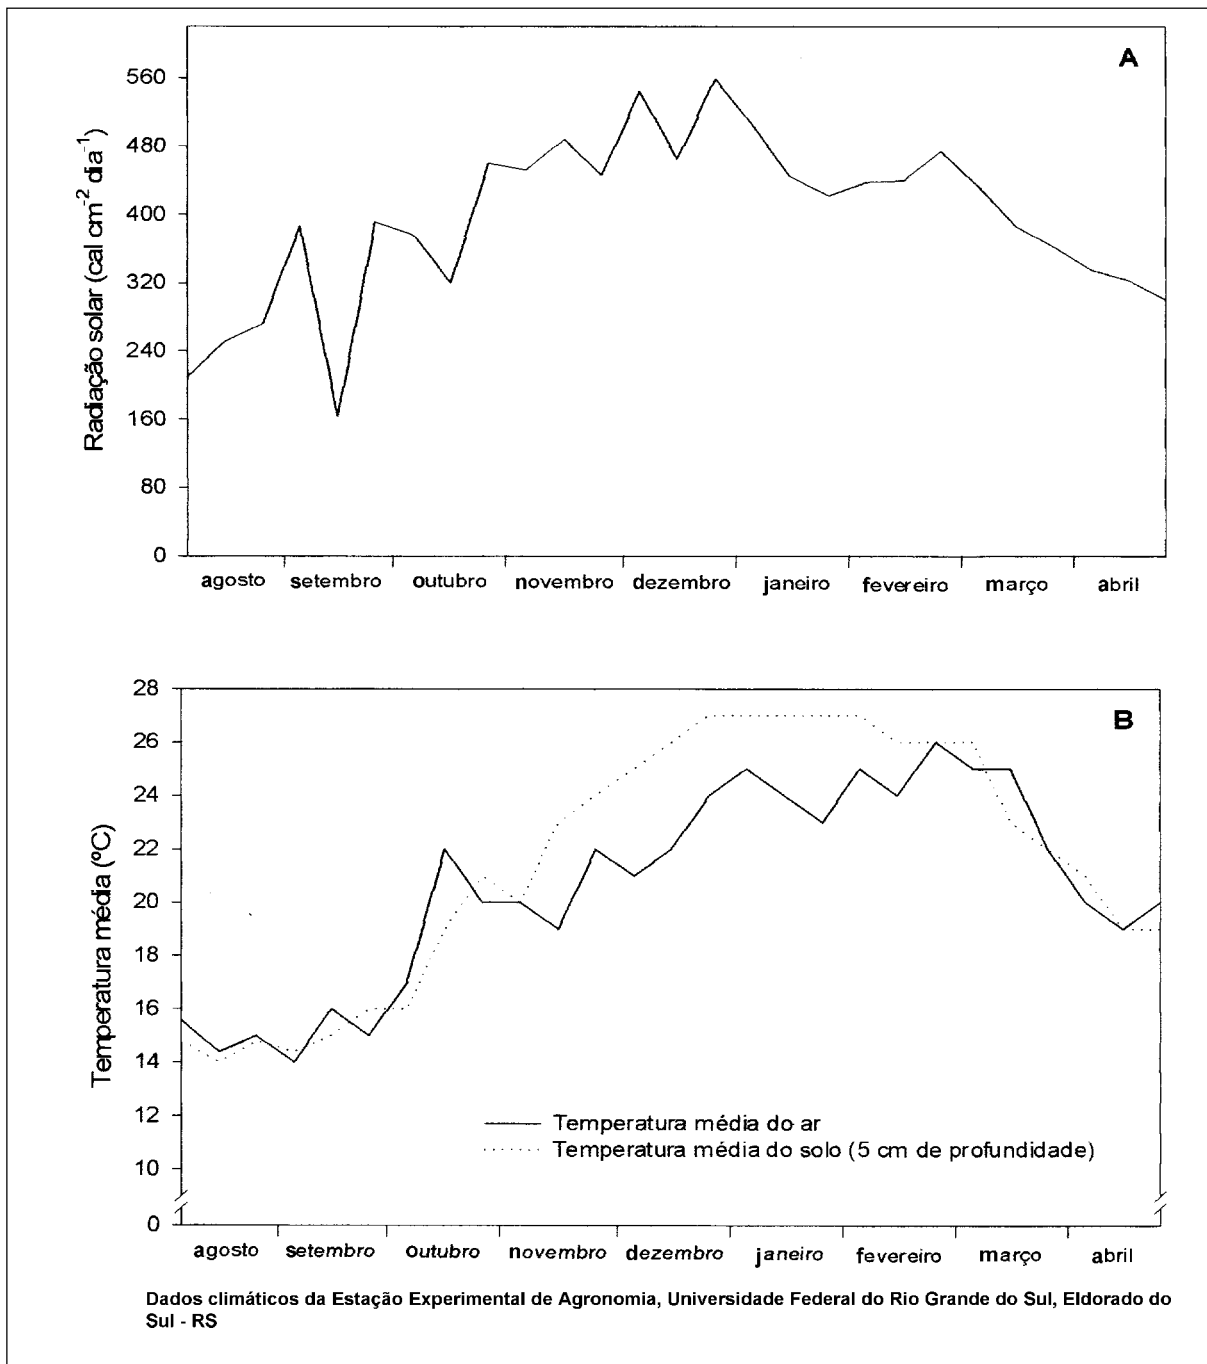 A
Radiação solar (cal cm-2 dia-1)
560
480
400
320
240
160
80
0
agosto setembro outubro novembro dezembro janeiro fevereiro março abril
B
Temperatura média (ºC)
28
26
24
22
20
18
16
14
12
10
0
Temperatura média do ar
Temperatura média do solo (5 cm de profundidade)
agosto setembro outubro novembro dezembro janeiro fevereiro março abril
Dados climáticos da Estação Experimental de Agronomia, Universidade Federal do Rio Grande do Sul, Eldorado do
Sul - RS